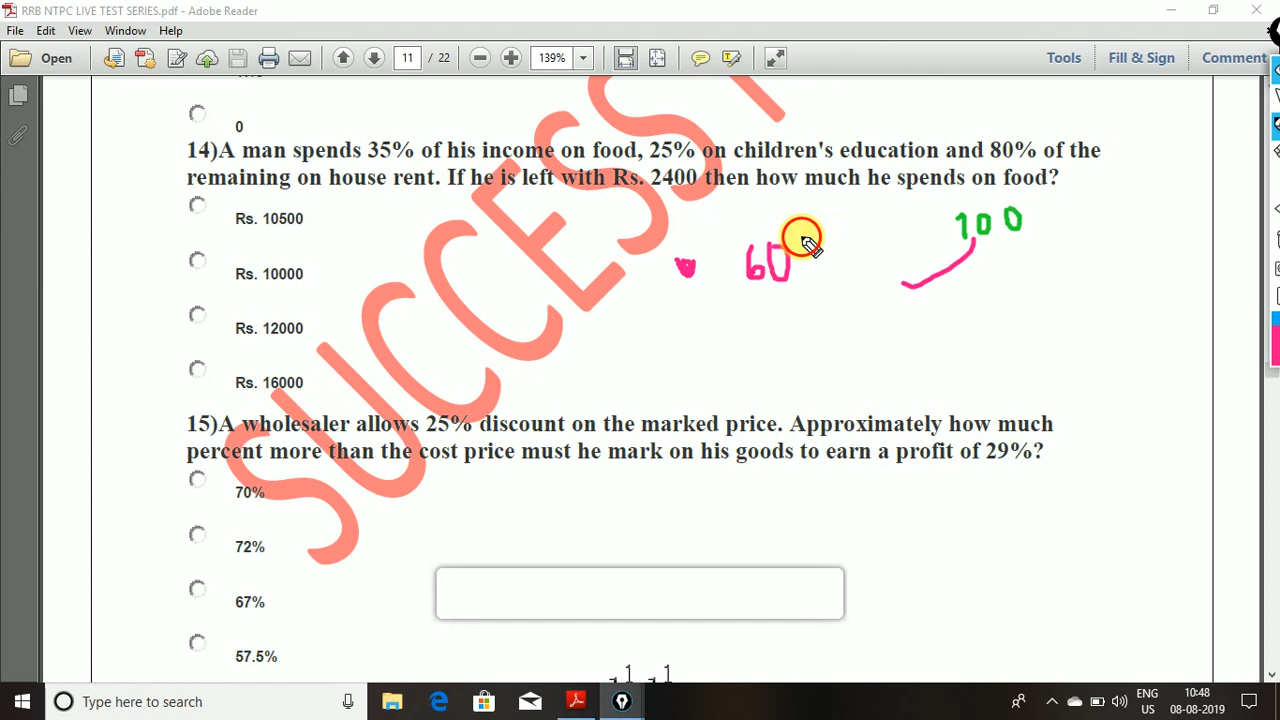 RRB NTPC LIVE TEST SERIES.pdf - Adobe Reader
File Edit View Window Help
Open 11 / 22 139% Tools Fill & Sign Comment
0
14)A man spends 35% of his income on food, 25% on children's education and 80% of the
remaining on house rent. If he is left with Rs. 2400 then how much he spends on food?
Rs. 10500
100
60
Rs. 10000
Rs. 12000
Rs. 16000
SUCCESS
15)A wholesaler allows 25% discount on the marked price. Approximately how much
percent more than the cost price must he mark on his goods to earn a profit of 29%?
70%
72%
67%
57.5%
1 1
Type here to search
ENG 10:48
US 08-08-2019